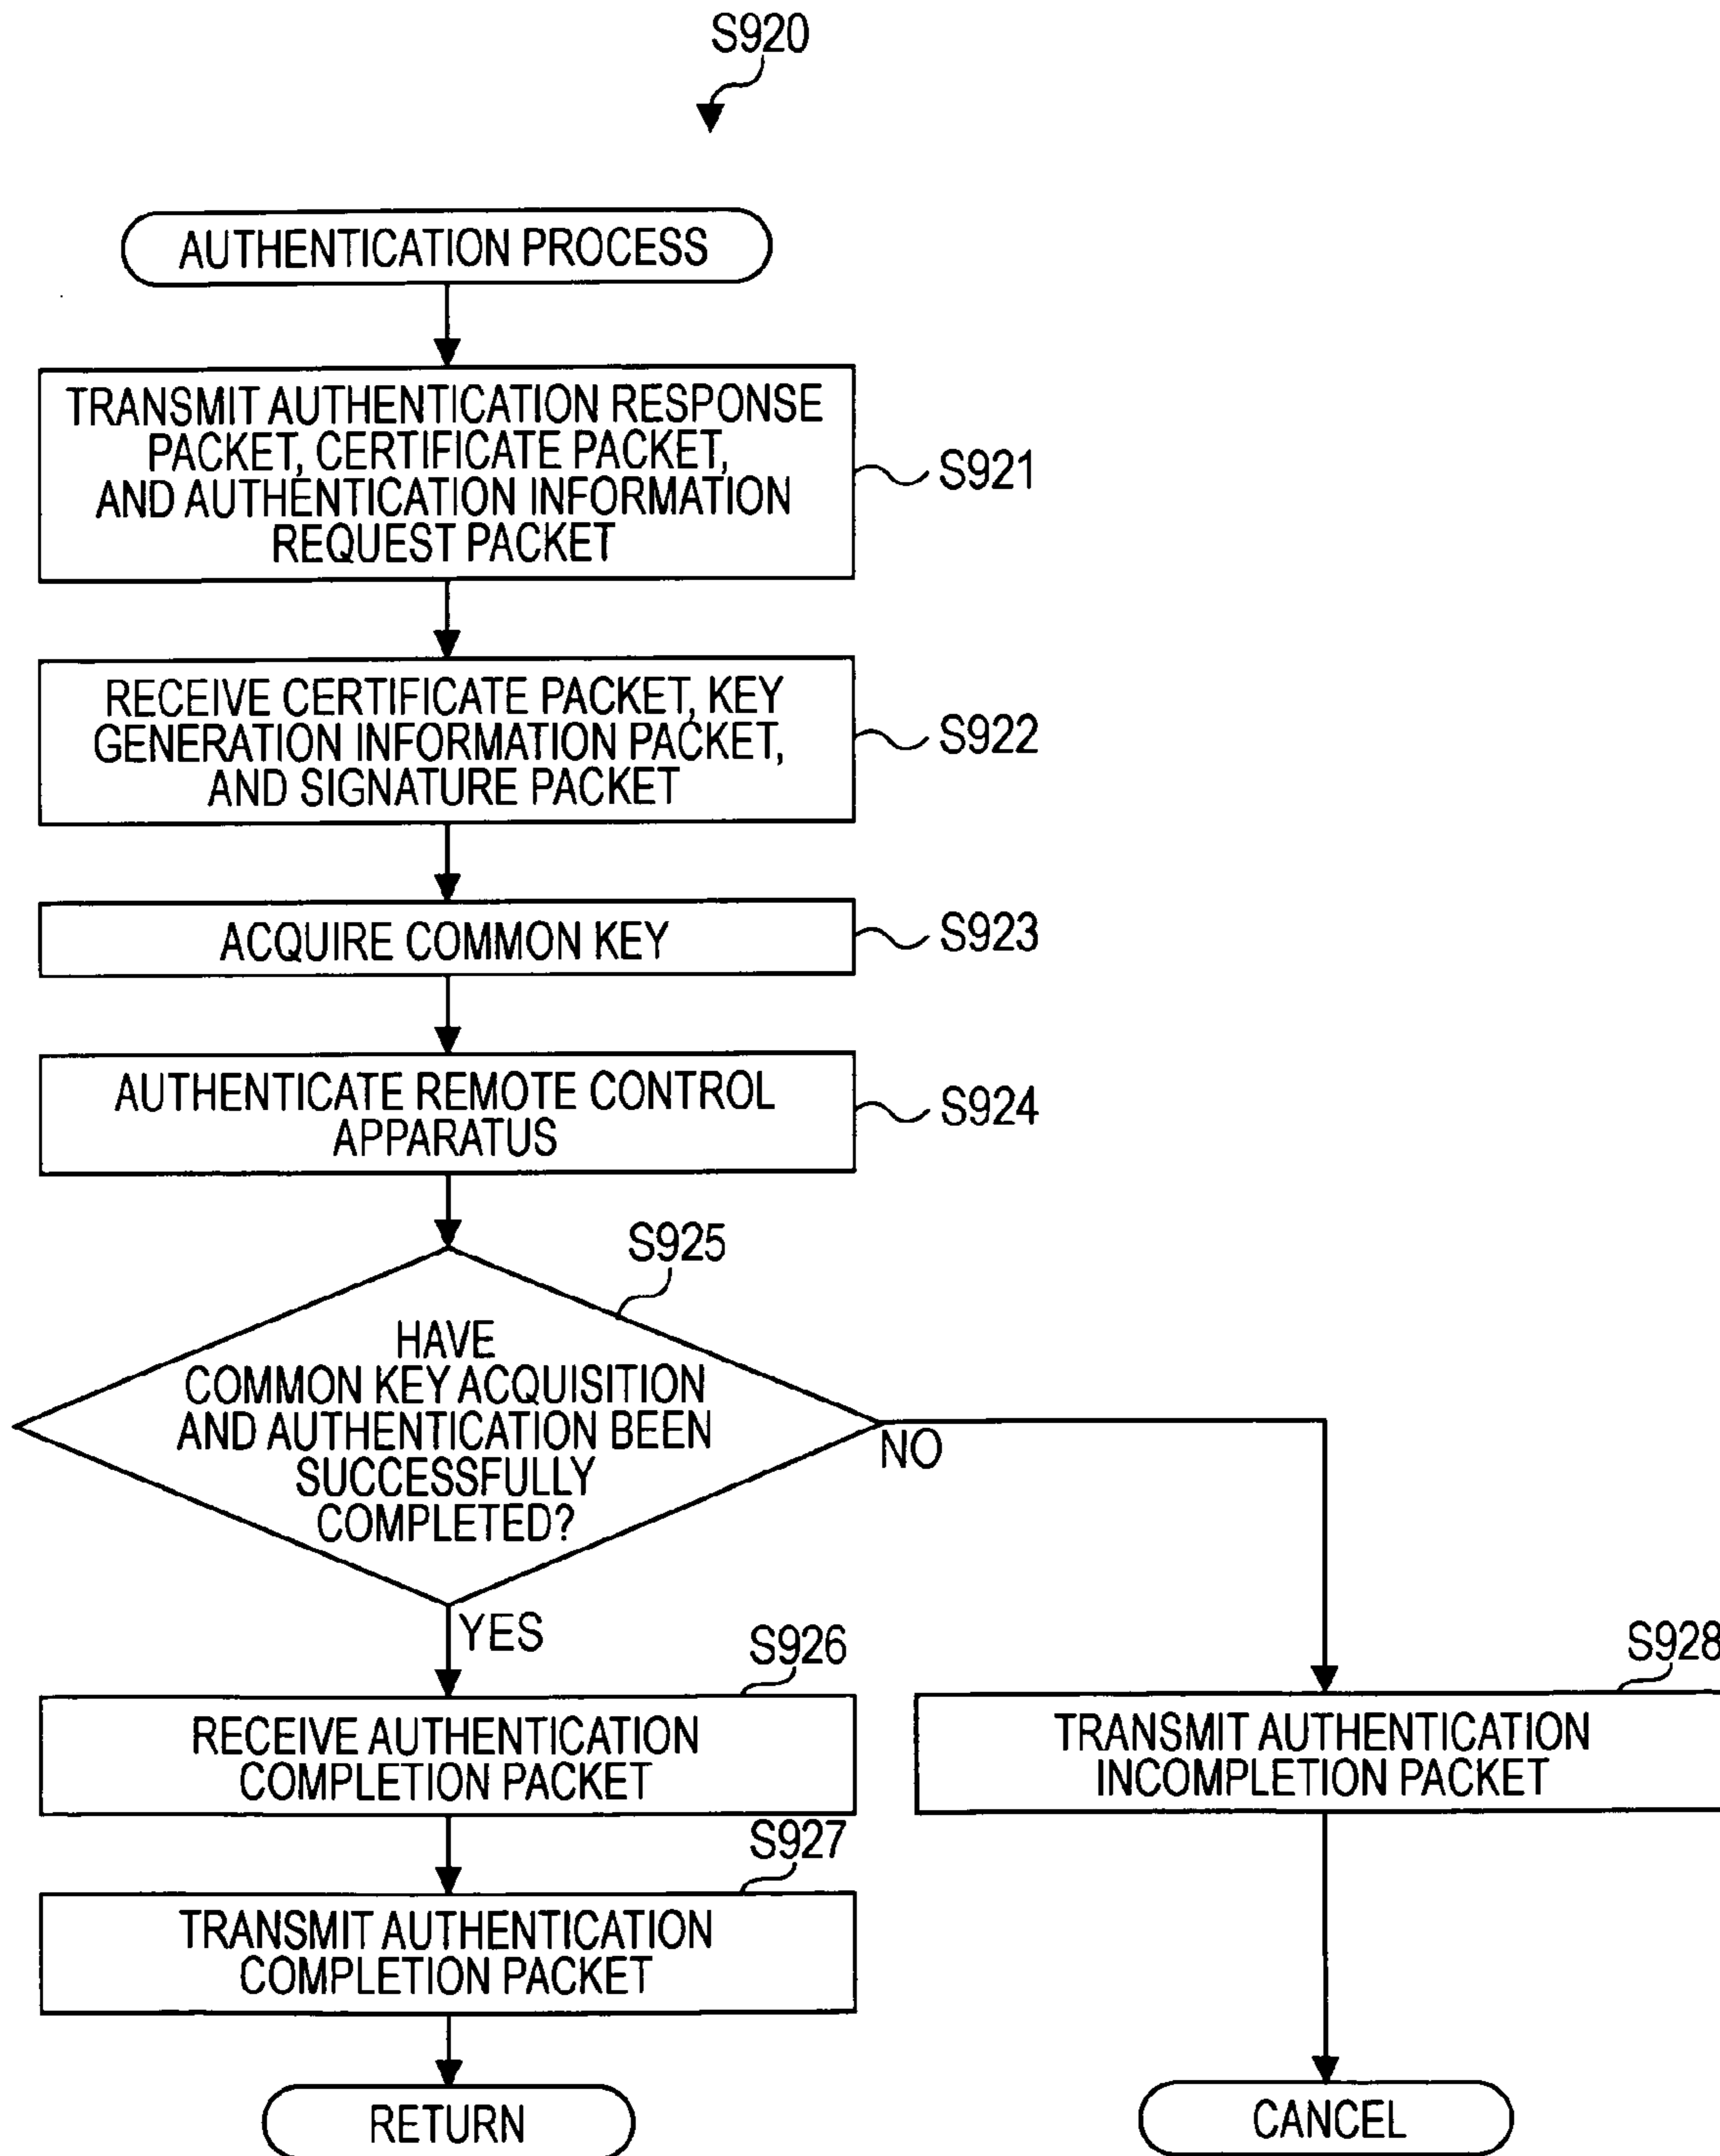 S920
AUTHENTICATION PROCESS
TRANSMIT AUTHENTICATION RESPONSE
PACKET, CERTIFICATE PACKET,
AND AUTHENTICATION INFORMATION
REQUEST PACKET
S921
RECEIVE CERTIFICATE PACKET, KEY
GENERATION INFORMATION PACKET,
AND SIGNATURE PACKET
S922
ACQUIRE COMMON KEY
S923
AUTHENTICATE REMOTE CONTROL
APPARATUS
S924
S925
HAVE
COMMON KEY ACQUISITION
AND AUTHENTICATION BEEN
SUCCESSFULLY
COMPLETED?
NO
YES
S926
RECEIVE AUTHENTICATION
COMPLETION PACKET
S928
TRANSMIT AUTHENTICATION
INCOMPLETION PACKET
S927
TRANSMIT AUTHENTICATION
COMPLETION PACKET
RETURN
CANCEL